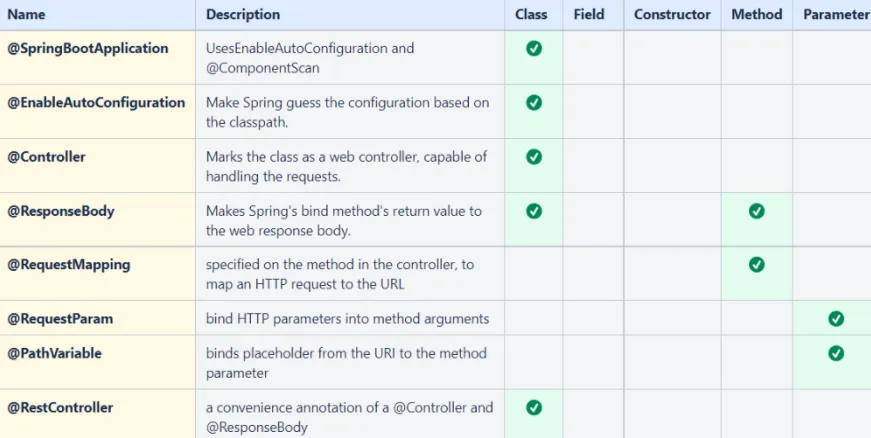 Name Description Class Field Constructor Method Parameter
@SpringBootApplication UsesEnableAutoConfiguration and
@ComponentScan
@EnableAutoConfiguration Make Spring guess the configuration based on
the classpath.
@Controller Marks the class as a web controller, capable of
handling the requests.
@ResponseBody Makes Spring's bind method's return value to
the web response body.
@RequestMapping specified on the method in the controller, to
map an HTTP request to the URL
@RequestParam bind HTTP parameters into method arguments
@PathVariable binds placeholder from the URI to the method
parameter
@RestController a convenience annotation of a @Controller and
@ResponseBody